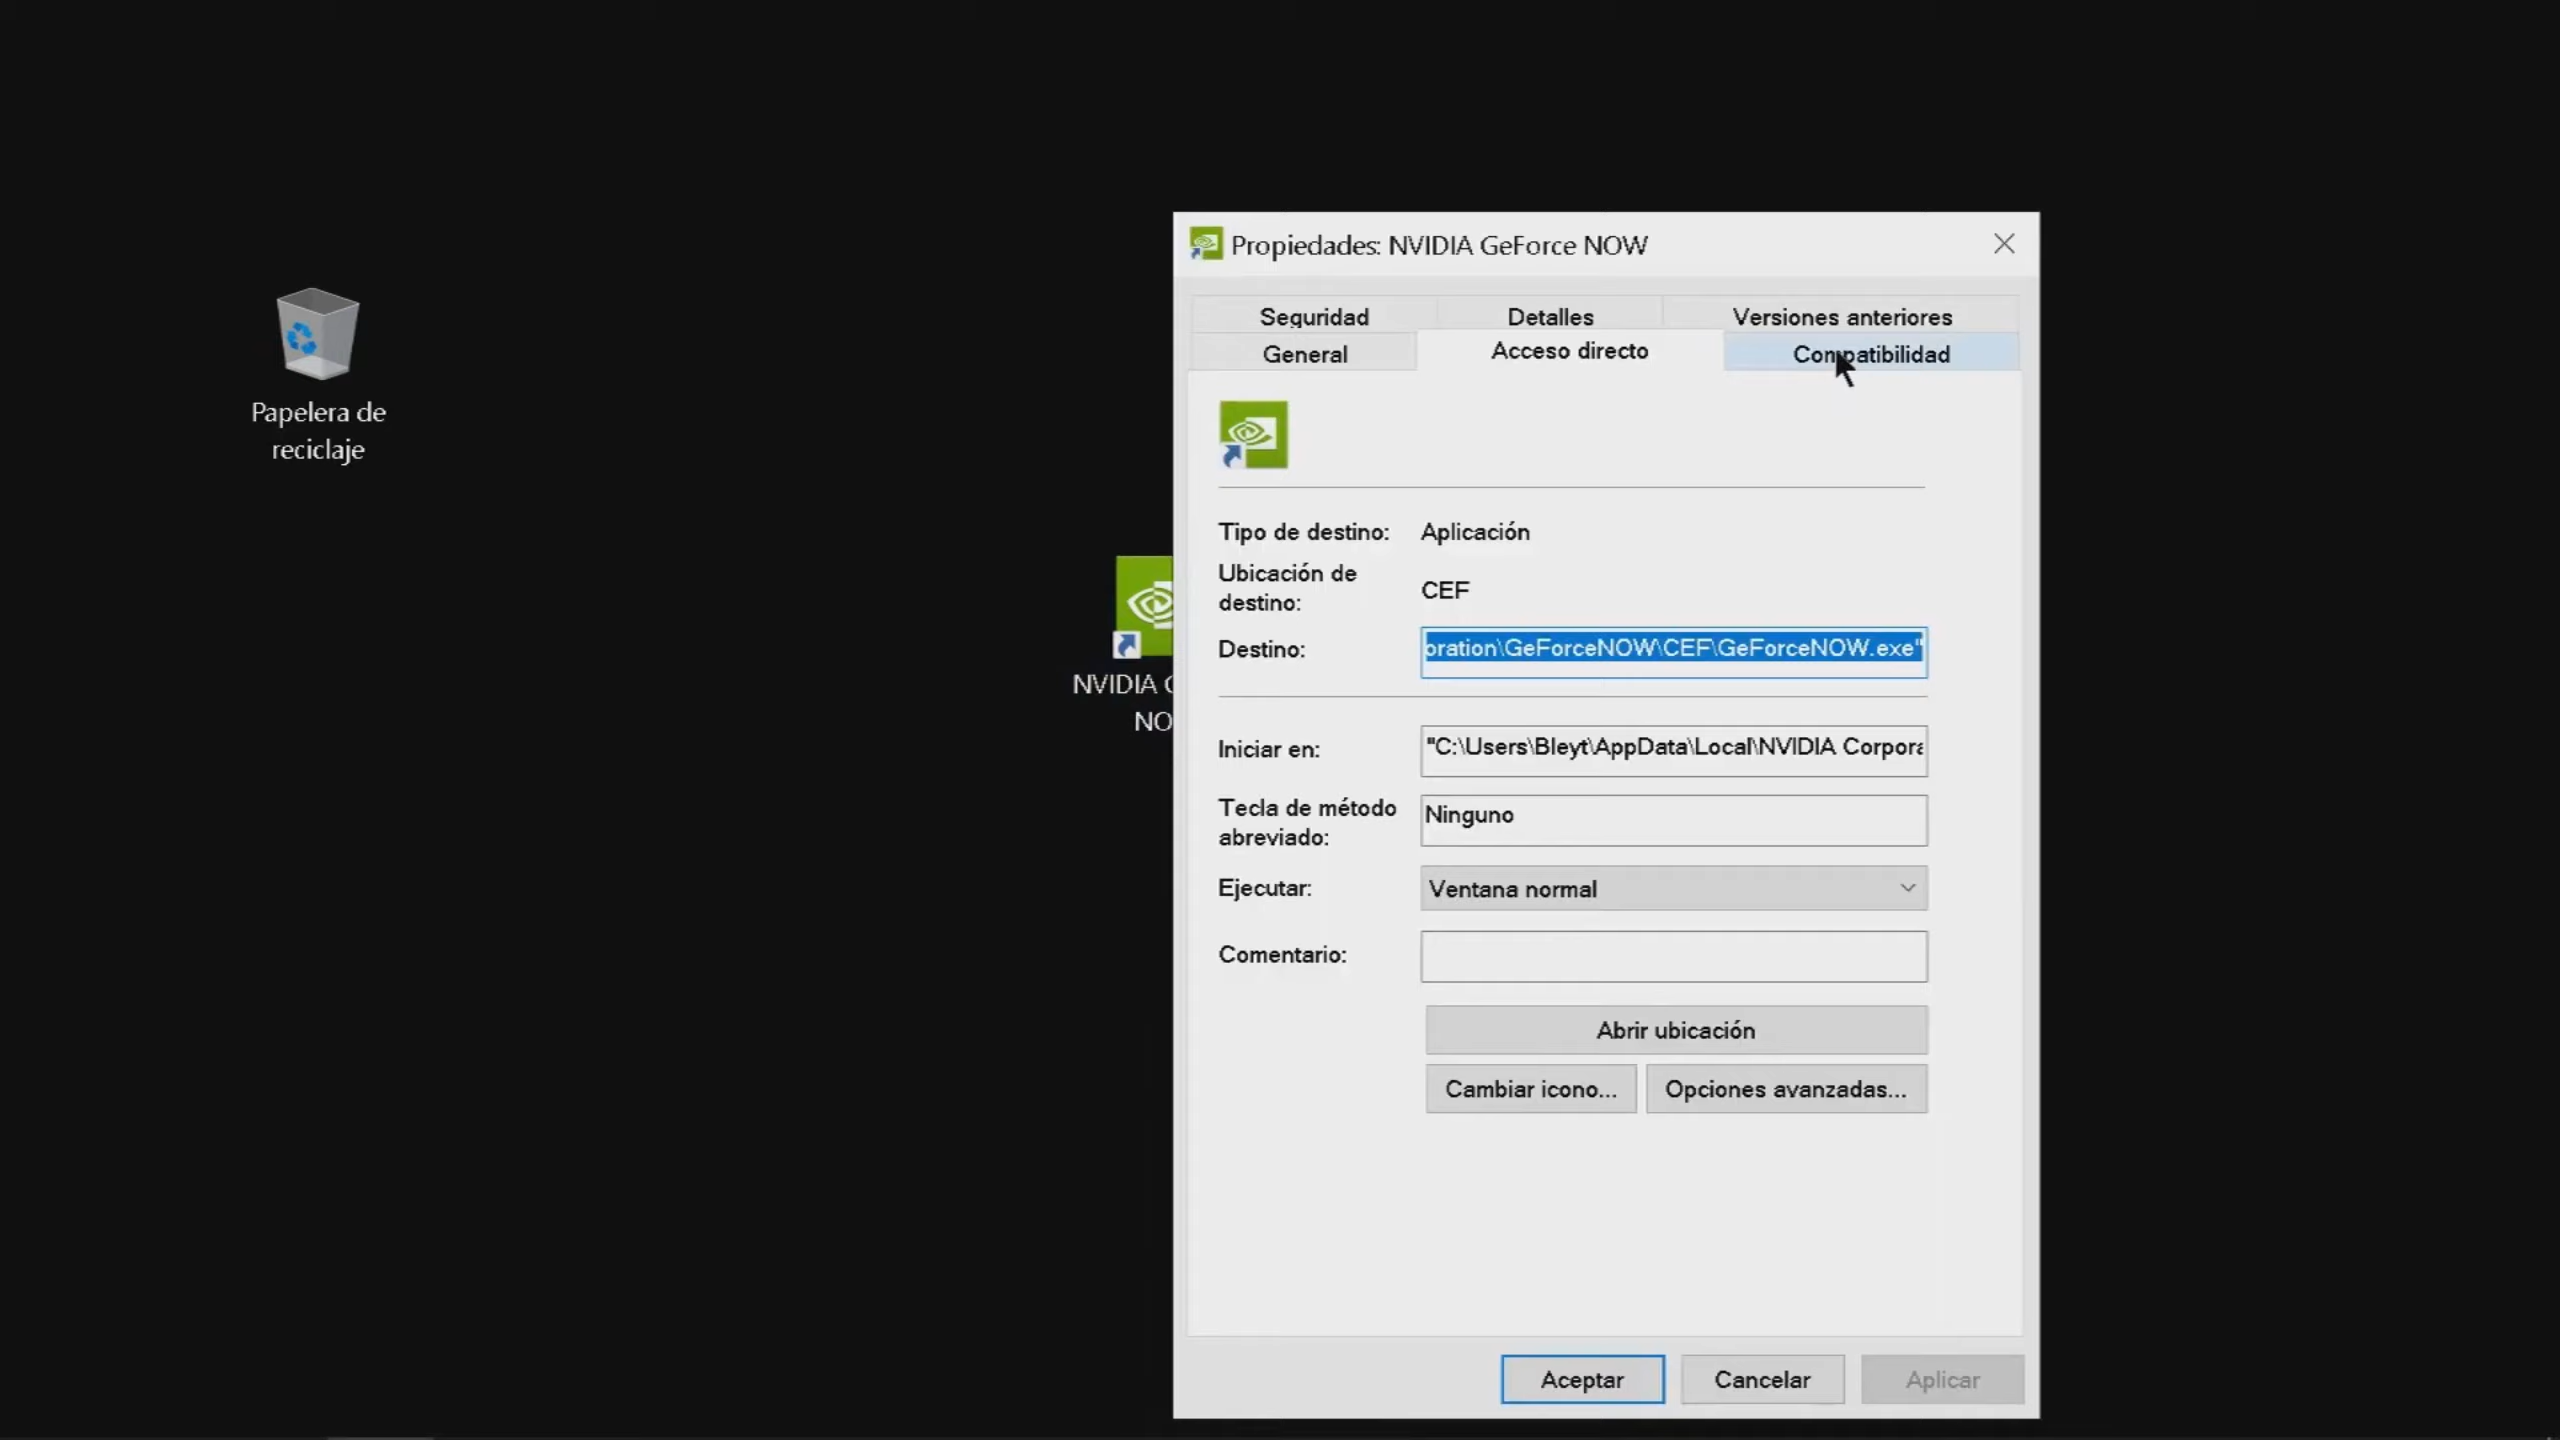 Papelera de
reciclaje
NVIDIA
NO
Propiedades: NVIDIA GeForce NOW
Seguridad
Detalles
Versiones anteriores
General
Acceso directo
Compatibilidad
Tipo de destino:
Aplicación
Ubicación de
destino:
CEF
Destino:
oration\GeForceNOW\CEF\GeForceNOW.exe"
Iniciar en:
"C:\Users\Bleyt\AppData\Local\NVIDIA Corpora
Tecla de método
abreviado:
Ninguno
Ejecutar:
Ventana normal
Comentario:
Abrir ubicación
Cambiar icono...
Opciones avanzadas...
Aceptar
Cancelar
Aplicar